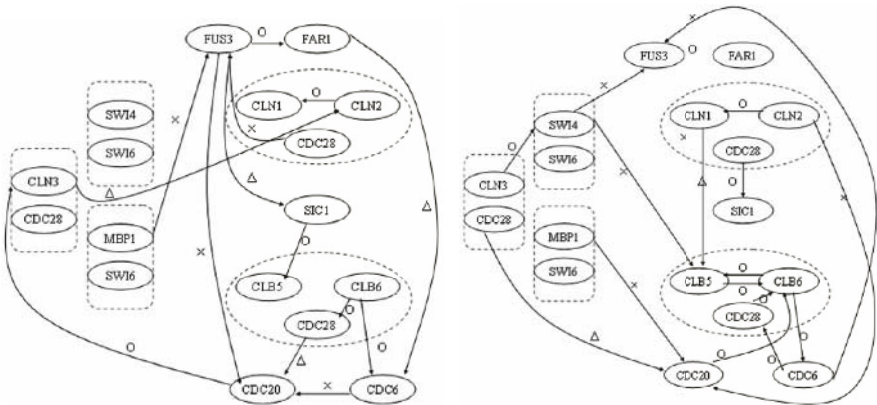 FUS3 O FAR1
CLN1 O CLN2
SWI4 × ×
SWI6 CDC28
CLN3 △ △
CDC28 SIC1 △
MBP1 × O
SWI6
CLB5 CLB6
CDC28 O
O △ O
CDC20 × CDC6
×
FUS3 O FAR1
×
CLN1 O CLN2
O SWI4 ×
SWI6 CDC28
CLN3 × △ O ×
CDC28 SIC1
MBP1
SWI6 CLB5 O CLB6
× O
CDC28 O
△ O O
CDC20 O CDC6